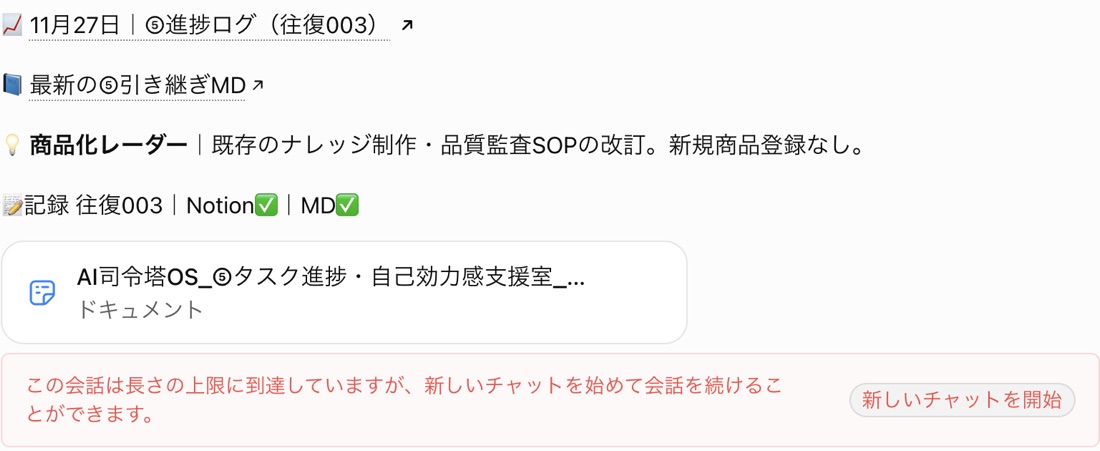 📈 11月27日｜⑤進捗ログ（往復003） ↗
📘 最新の⑤引き継ぎMD↗
💡 商品化レーダー｜既存のナレッジ制作・品質監査SOPの改訂。新規商品登録なし。
📝記録 往復003｜Notion✅｜MD✅
AI司令塔OS_⑤タスク進捗・自己効力感支援室_...
ドキュメント
この会話は長さの上限に到達していますが、新しいチャットを始めて会話を続けるこ
とができます。
新しいチャットを開始